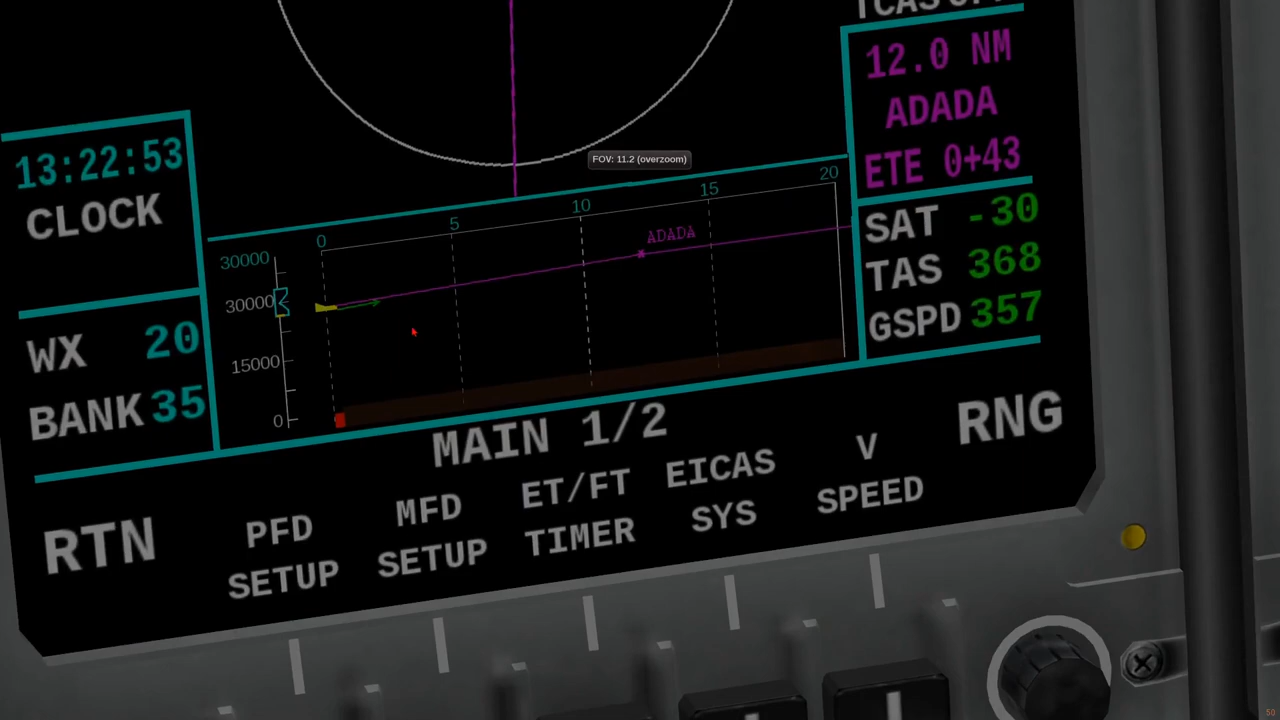 12.0 NM
ADADA
ETE 0+43
13:22:53
CLOCK
FOV: 11.2 (overzoom)
SAT -30
TAS 368
GSPD 357
0 5 10 15 20
ADADA
30000
30000
15000
0
WX 20
BANK 35
MAIN 1/2
RTN
PFD
SETUP
MFD
SETUP
ET/FT
TIMER
EICAS
SYS
V
SPEED
RNG
50